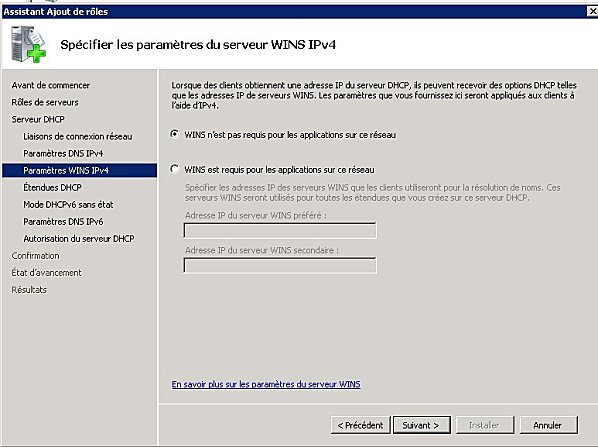 Assistant Ajout de rôles
Spécifier les paramètres du serveur WINS IPv4
Avant de commencer
Rôles de serveurs
Serveur DHCP
Liaisons de connexion réseau
Paramètres DNS IPv4
Paramètres WINS IPv4
Étendues DHCP
Mode DHCPv6 sans état
Paramètres DNS IPv6
Autorisation du serveur DHCP
Confirmation
État d'avancement
Résultats
Lorsque des clients obtiennent une adresse IP du serveur DHCP, ils peuvent recevoir des options DHCP telles
que les adresses IP de serveurs WINS. Les paramètres que vous fournissez ici seront appliqués aux clients à
l'aide d'IPv4.
WINS n'est pas requis pour les applications sur ce réseau
WINS est requis pour les applications sur ce réseau
Spécifier les adresses IP des serveurs WINS que les clients utiliseront pour la résolution de noms. Ces
serveurs WINS seront utilisés pour toutes les étendues que vous créez sur ce serveur DHCP.
Adresse IP du serveur WINS préféré :
Adresse IP du serveur WINS secondaire :
En savoir plus sur les paramètres du serveur WINS
< Précédent
Suivant >
Installer
Annuler